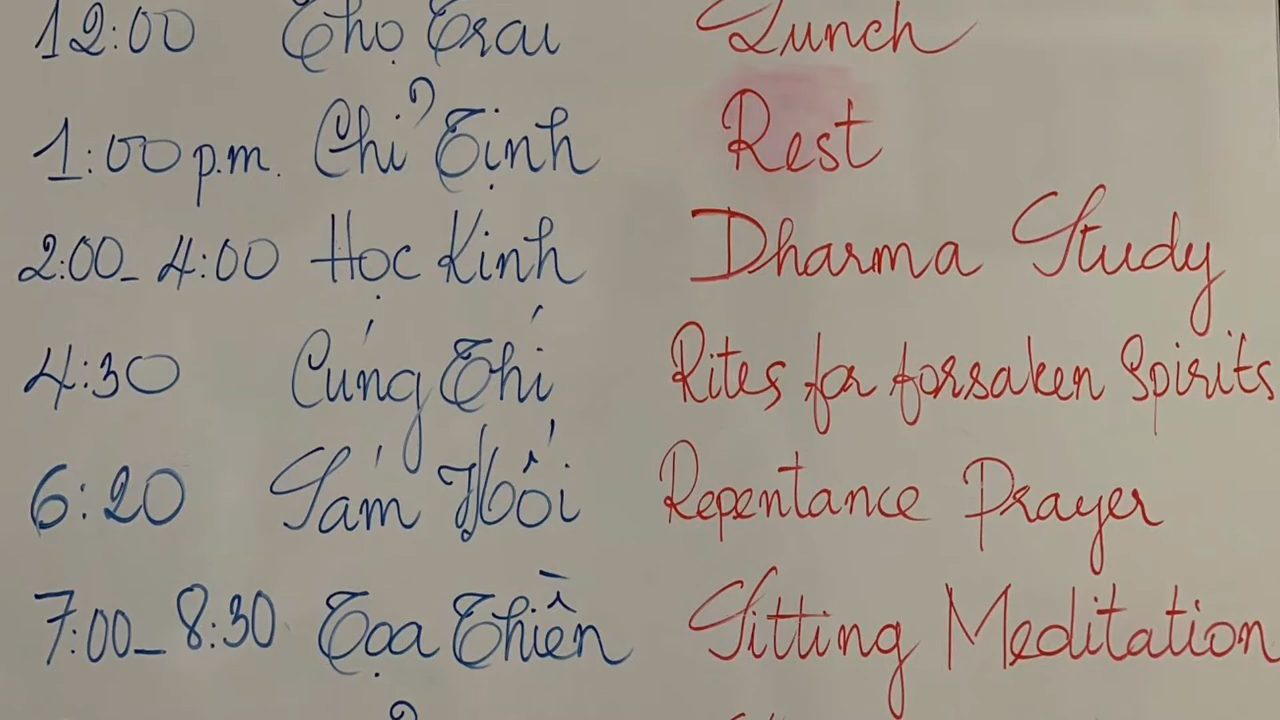 12:00 Thọ Trai Lunch
1:00 p.m. Chỉ Tịnh Rest
2:00_4:00 Học Kinh Dharma Study
4:30 Cúng Thí Rites for forsaken Spirits
6:20 Sám Hối Repentance Prayer
7:00_8:30 Tọa Thiền Sitting Meditation